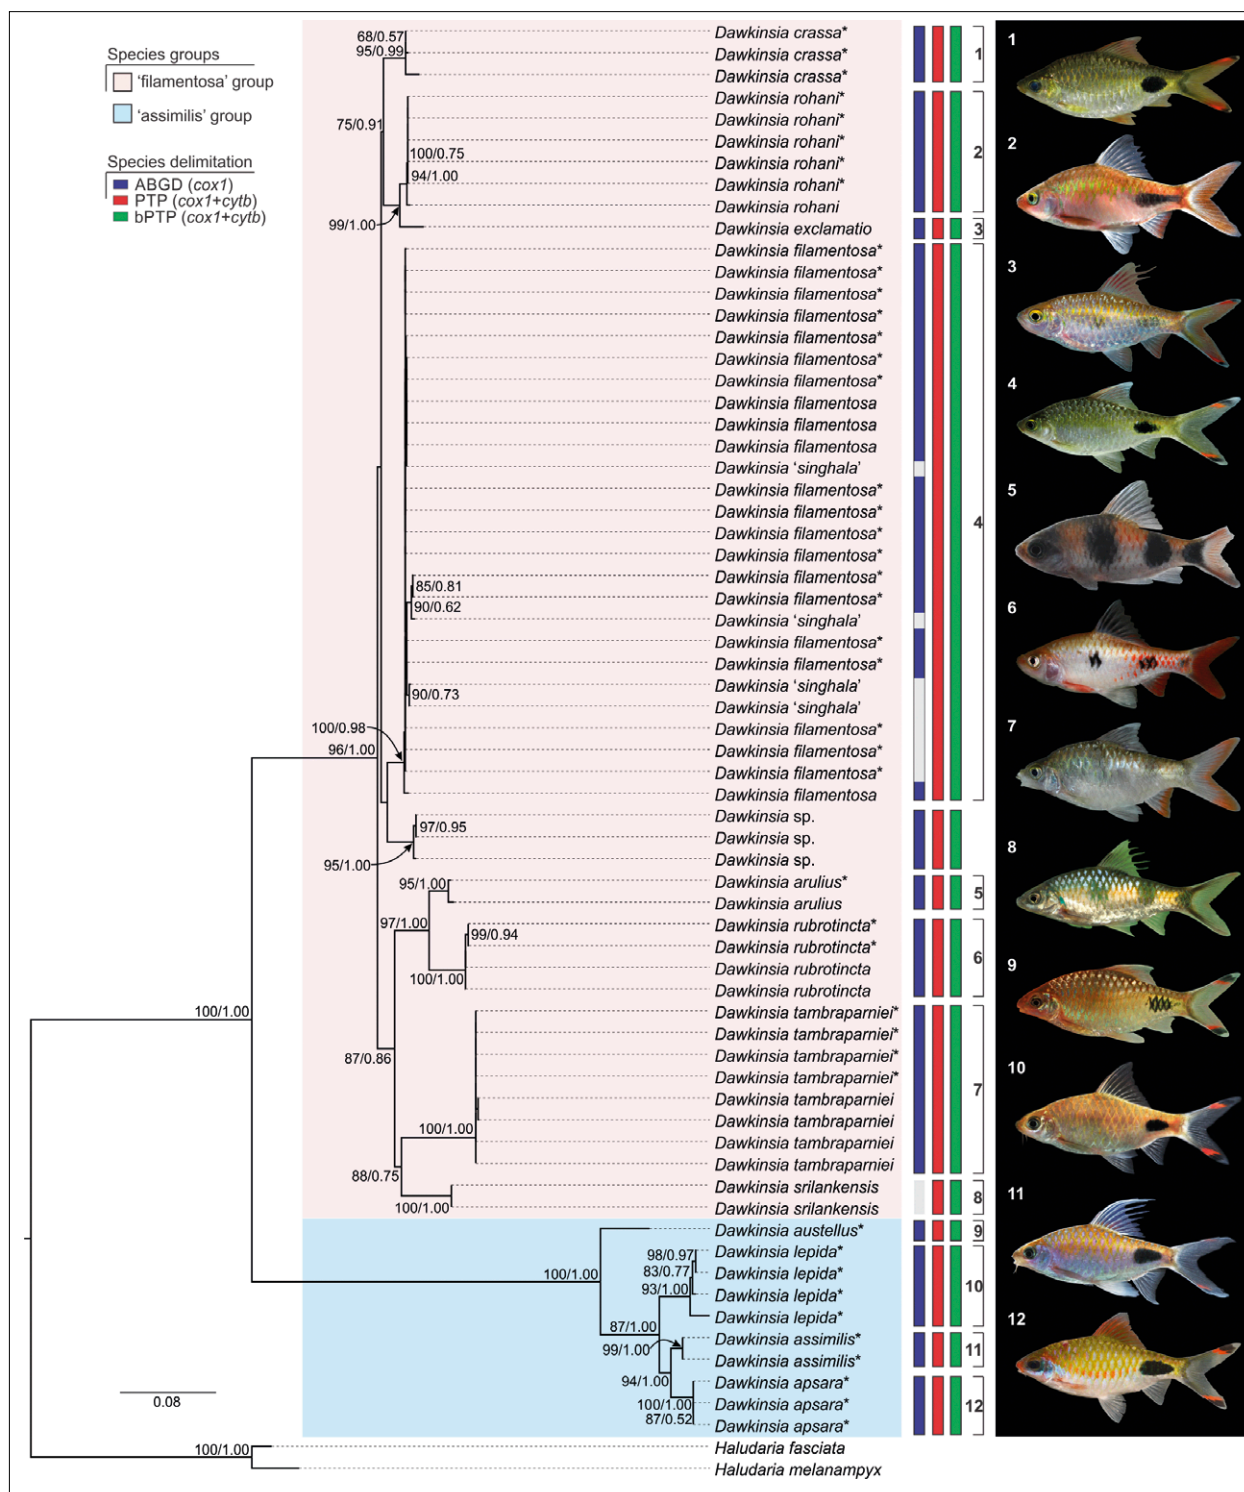 Species groups
'filamentosa' group
'assimilis' group
Species delimitation
ABGD (cox1)
PTP (cox1+cytb)
bPTP (cox1+cytb)
68/0.57
95/0.99
75/0.91
100/0.75
94/1.00
99/1.00
85/0.81
90/0.62
90/0.73
100/0.98
96/1.00
97/0.95
95/1.00
95/1.00
97/1.00
99/0.94
100/1.00
100/1.00
87/0.86
100/1.00
88/0.75
100/1.00
98/0.97
83/0.77
93/1.00
100/1.00
87/1.00
99/1.00
94/1.00
100/1.00
87/0.52
0.08
100/1.00
Dawkinsia crassa*
Dawkinsia crassa*
Dawkinsia crassa*
Dawkinsia rohani*
Dawkinsia rohani*
Dawkinsia rohani*
Dawkinsia rohani*
Dawkinsia rohani*
Dawkinsia rohani
Dawkinsia exclamatio
Dawkinsia filamentosa*
Dawkinsia filamentosa*
Dawkinsia filamentosa*
Dawkinsia filamentosa*
Dawkinsia filamentosa*
Dawkinsia filamentosa*
Dawkinsia filamentosa*
Dawkinsia filamentosa
Dawkinsia filamentosa
Dawkinsia filamentosa
Dawkinsia 'singhala'
Dawkinsia filamentosa*
Dawkinsia filamentosa*
Dawkinsia filamentosa*
Dawkinsia filamentosa*
Dawkinsia filamentosa*
Dawkinsia filamentosa*
Dawkinsia 'singhala'
Dawkinsia filamentosa*
Dawkinsia filamentosa*
Dawkinsia 'singhala'
Dawkinsia 'singhala'
Dawkinsia filamentosa*
Dawkinsia filamentosa*
Dawkinsia filamentosa*
Dawkinsia filamentosa
Dawkinsia sp.
Dawkinsia sp.
Dawkinsia sp.
Dawkinsia arulius*
Dawkinsia arulius
Dawkinsia rubrotincta*
Dawkinsia rubrotincta*
Dawkinsia rubrotincta
Dawkinsia rubrotincta
Dawkinsia tambraparniei*
Dawkinsia tambraparniei*
Dawkinsia tambraparniei*
Dawkinsia tambraparniei*
Dawkinsia tambraparniei
Dawkinsia tambraparniei
Dawkinsia tambraparniei
Dawkinsia tambraparniei
Dawkinsia srilankensis
Dawkinsia srilankensis
Dawkinsia austellus*
Dawkinsia lepida*
Dawkinsia lepida*
Dawkinsia lepida*
Dawkinsia lepida*
Dawkinsia assimilis*
Dawkinsia assimilis*
Dawkinsia apsara*
Dawkinsia apsara*
Dawkinsia apsara*
Haludaria fasciata
Haludaria melanampyx
1
2
3
4
5
6
7
8
9
10
11
12
1
2
3
4
5
6
7
8
9
10
11
12